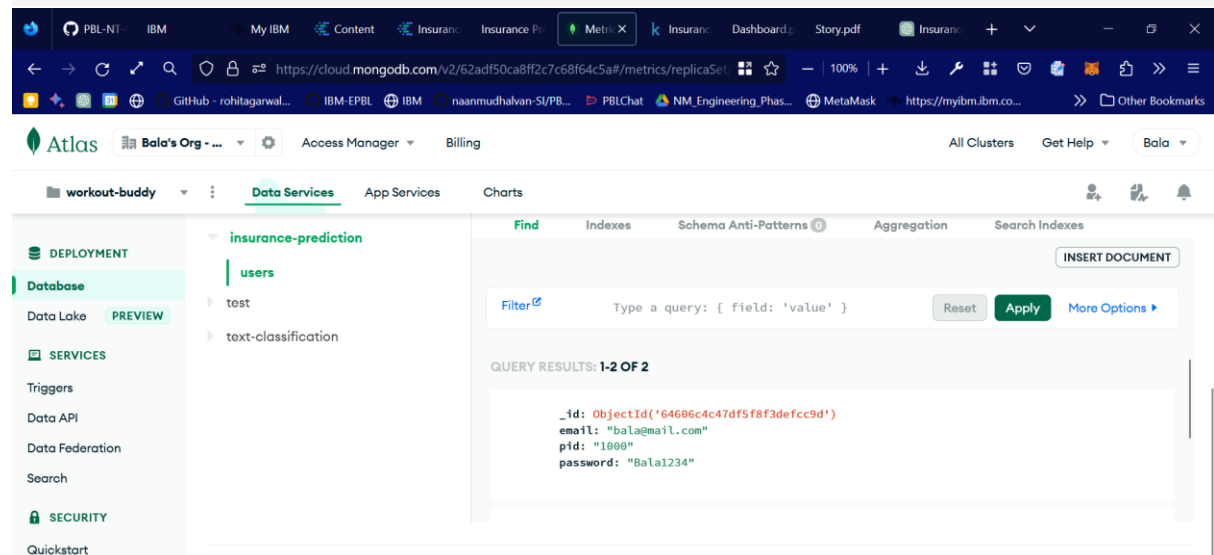 PBL-NT- IBM My IBM Content Insuranc Insurance Pr Metric Insuranc Dashboard.p Story.pdf Insuranc
https://cloud.mongodb.com/v2/62adf50ca8ff2c7c68f64c5a#/metrics/replicaSet 100%
GitHub - rohitagarwal... IBM-EPBL IBM naanmudhalvan-SI/PB... PBLChat NM_Engineering_Phas... MetaMask https://myibm.ibm.co... Other Bookmarks
Atlas Bala's Org - ... Access Manager Billing All Clusters Get Help Bala
workout-buddy Data Services App Services Charts
Find Indexes Schema Anti-Patterns 0 Aggregation Search Indexes
insurance-prediction
DEPLOYMENT
INSERT DOCUMENT
users
Database
test
Filter Type a query: { field: 'value' } Reset Apply More Options
Data Lake PREVIEW
text-classification
SERVICES
QUERY RESULTS: 1-2 OF 2
Triggers
_id: ObjectId('64606c4c47df5f8f3defcc9d')
Data API
email: "bala@mail.com"
pid: "1000"
Data Federation
password: "Bala1234"
Search
SECURITY
Quickstart